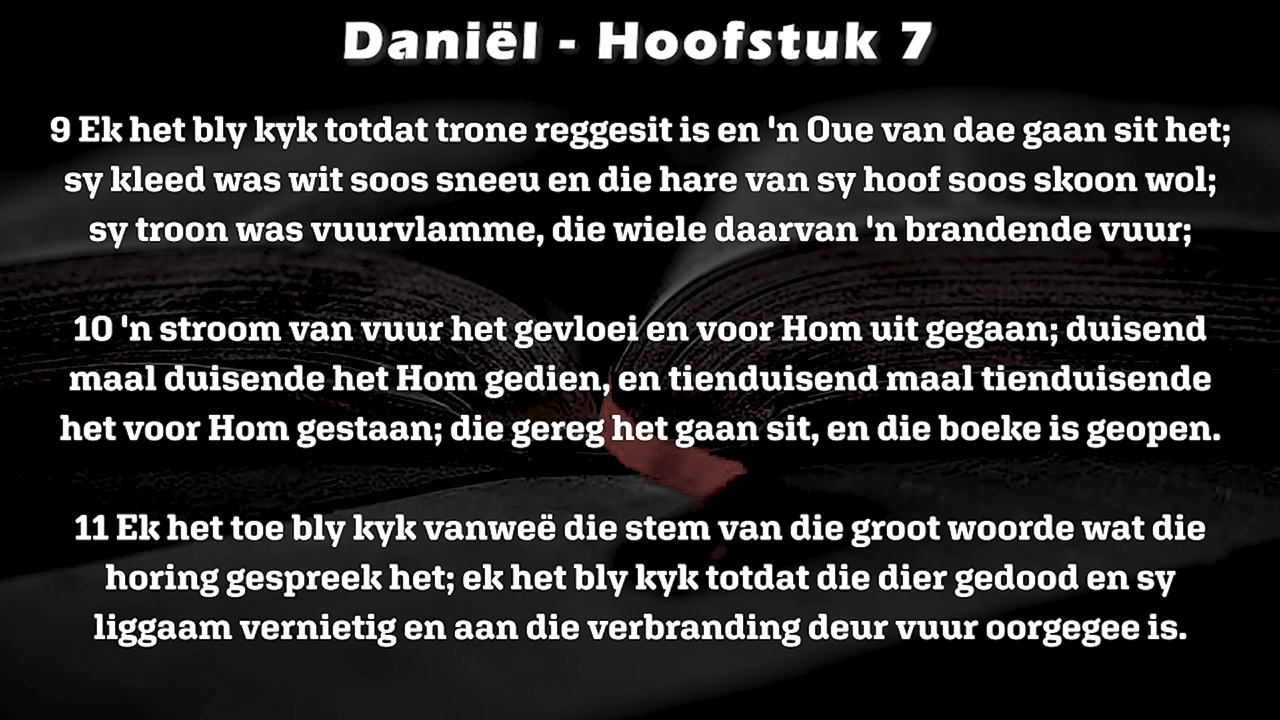 Daniël - Hoofstuk 7
9 Ek het bly kyk totdat trone reggesit is en 'n Oue van dae gaan sit het;
sy kleed was wit soos sneeu en die hare van sy hoof soos skoon wol;
sy troon was vuurvlamme, die wiele daarvan 'n brandende vuur;
10 'n stroom van vuur het gevloei en voor Hom uit gegaan; duisend
maal duisende het Hom gedien, en tienduisend maal tienduisende
het voor Hom gestaan; die gereg het gaan sit, en die boeke is geopen.
11 Ek het toe bly kyk vanweë die stem van die groot woorde wat die
horing gespreek het; ek het bly kyk totdat die dier gedood en sy
liggaam vernietig en aan die verbranding deur vuur oorgegee is.